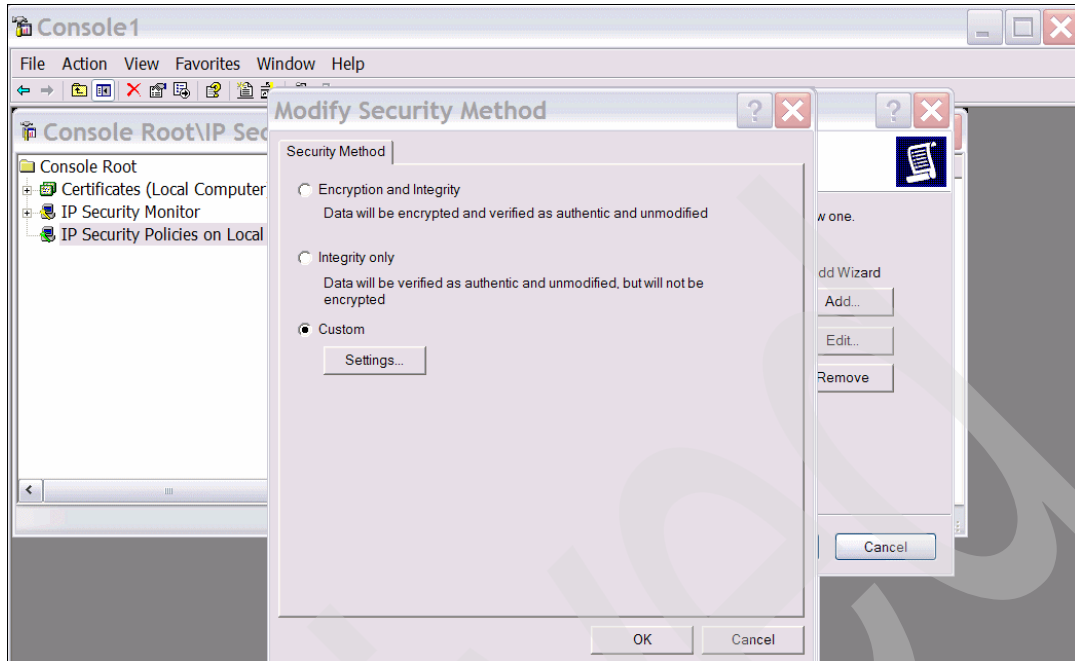 Console1
File Action View Favorites Window Help
Console Root\IP Sec
Console Root
Certificates (Local Computer
IP Security Monitor
IP Security Policies on Local
Modify Security Method
Security Method
Encryption and Integrity
Data will be encrypted and verified as authentic and unmodified
Integrity only
Data will be verified as authentic and unmodified, but will not be
encrypted
Custom
Settings...
OK Cancel
w one.
dd Wizard
Add...
Edit...
Remove
Cancel